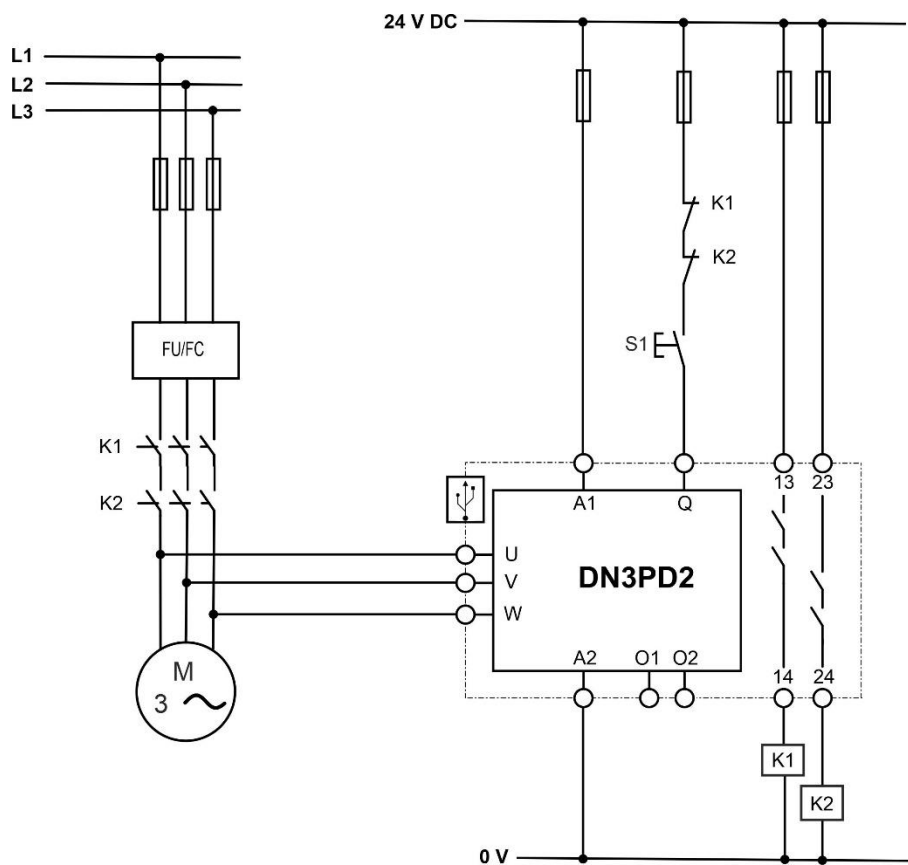 24 V DC
L1
L2
L3
K1
K2
FU/FC
S1
K1
K2
13 23
A1 Q
U
V
W
DN3PD2
A2 O1 O2
14 24
M
3
K1
K2
0 V